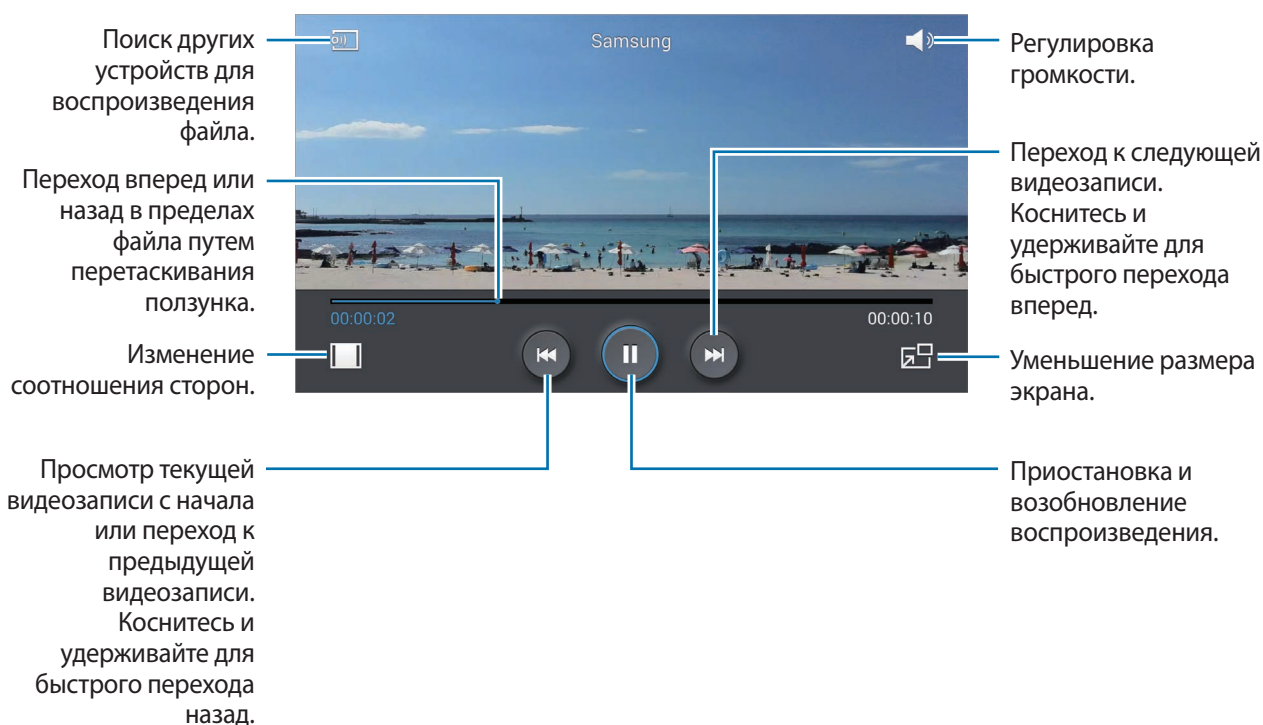 Поиск других
устройств для
воспроизведения
файла.
Переход вперед или
назад в пределах
файла путем
перетаскивания
ползунка.
Изменение
соотношения сторон.
Просмотр текущей
видеозаписи с начала
или переход к
предыдущей
видеозаписи.
Коснитесь и
удерживайте для
быстрого перехода
назад.
Samsung
00:00:02
00:00:10
Регулировка
громкости.
Переход к следующей
видеозаписи.
Коснитесь и
удерживайте для
быстрого перехода
вперед.
Уменьшение размера
экрана.
Приостановка и
возобновление
воспроизведения.